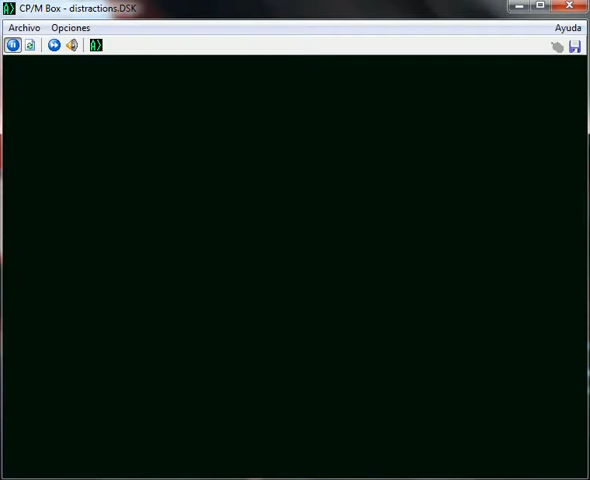 CP/M Box - distractions.DSK
Archivo Opciones Ayuda
A>